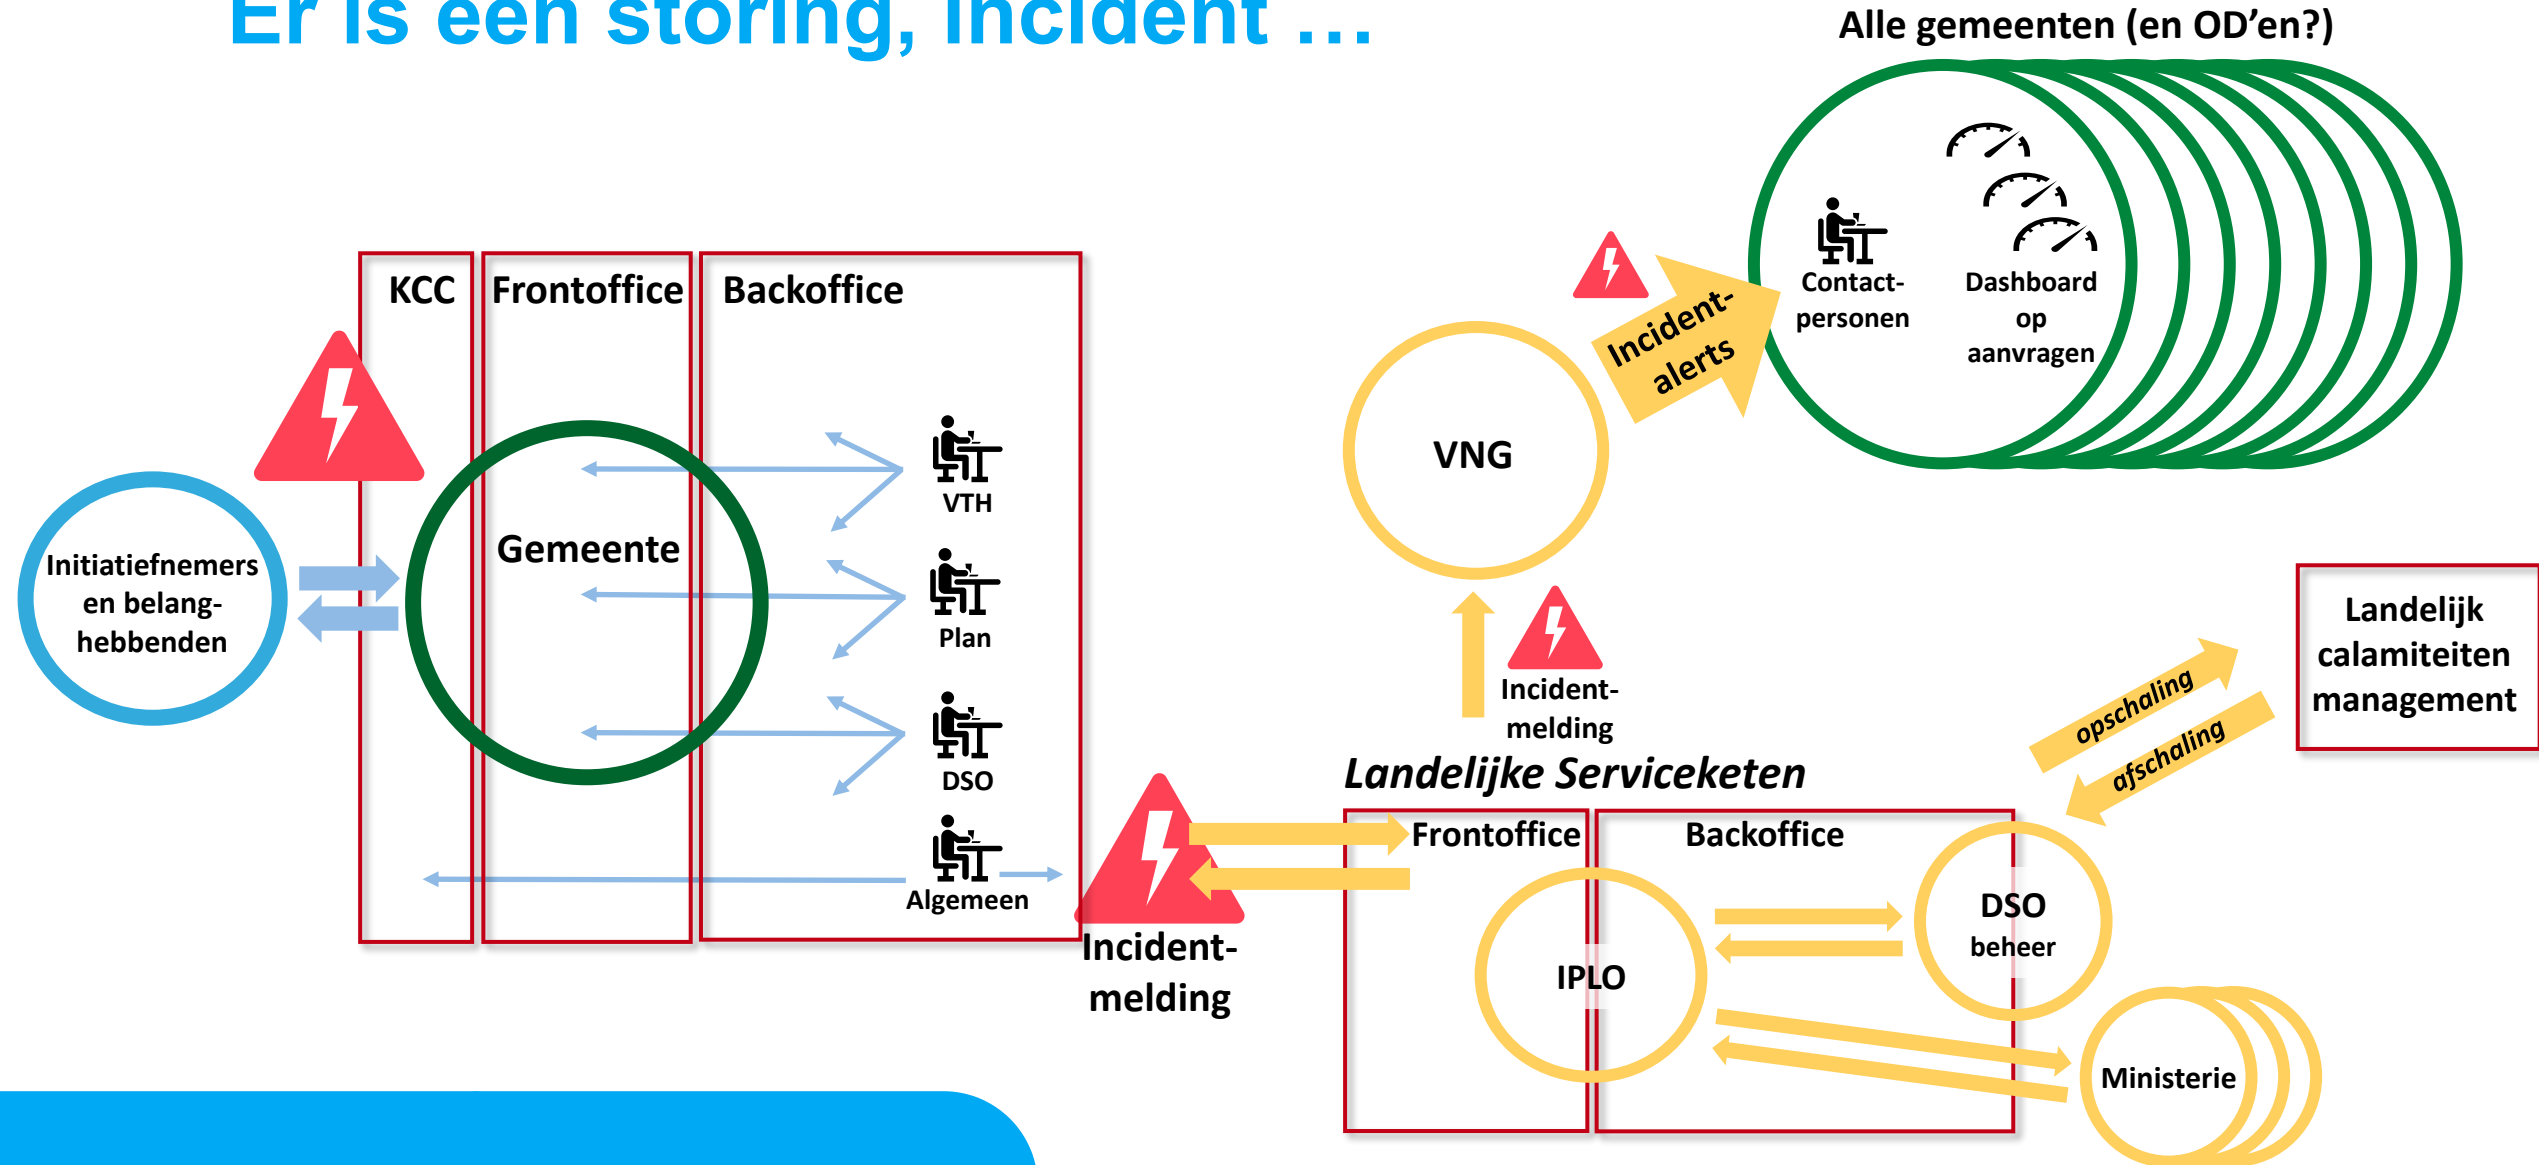 Er is een storing, incident ...
Alle gemeenten (en OD'en?)
KCC
Frontoffice
Backoffice
Initiatiefnemers
en belang-
hebbenden
Gemeente
VTH
Plan
DSO
Algemeen
Incident-
melding
VNG
Incident-
alerts
Contact-
personen
Dashboard
op
aanvragen
Incident-
melding
Landelijke Serviceketen
Frontoffice
Backoffice
IPLO
DSO
beheer
Ministerie
opschaling
afschaling
Landelijk
calamiteiten
management